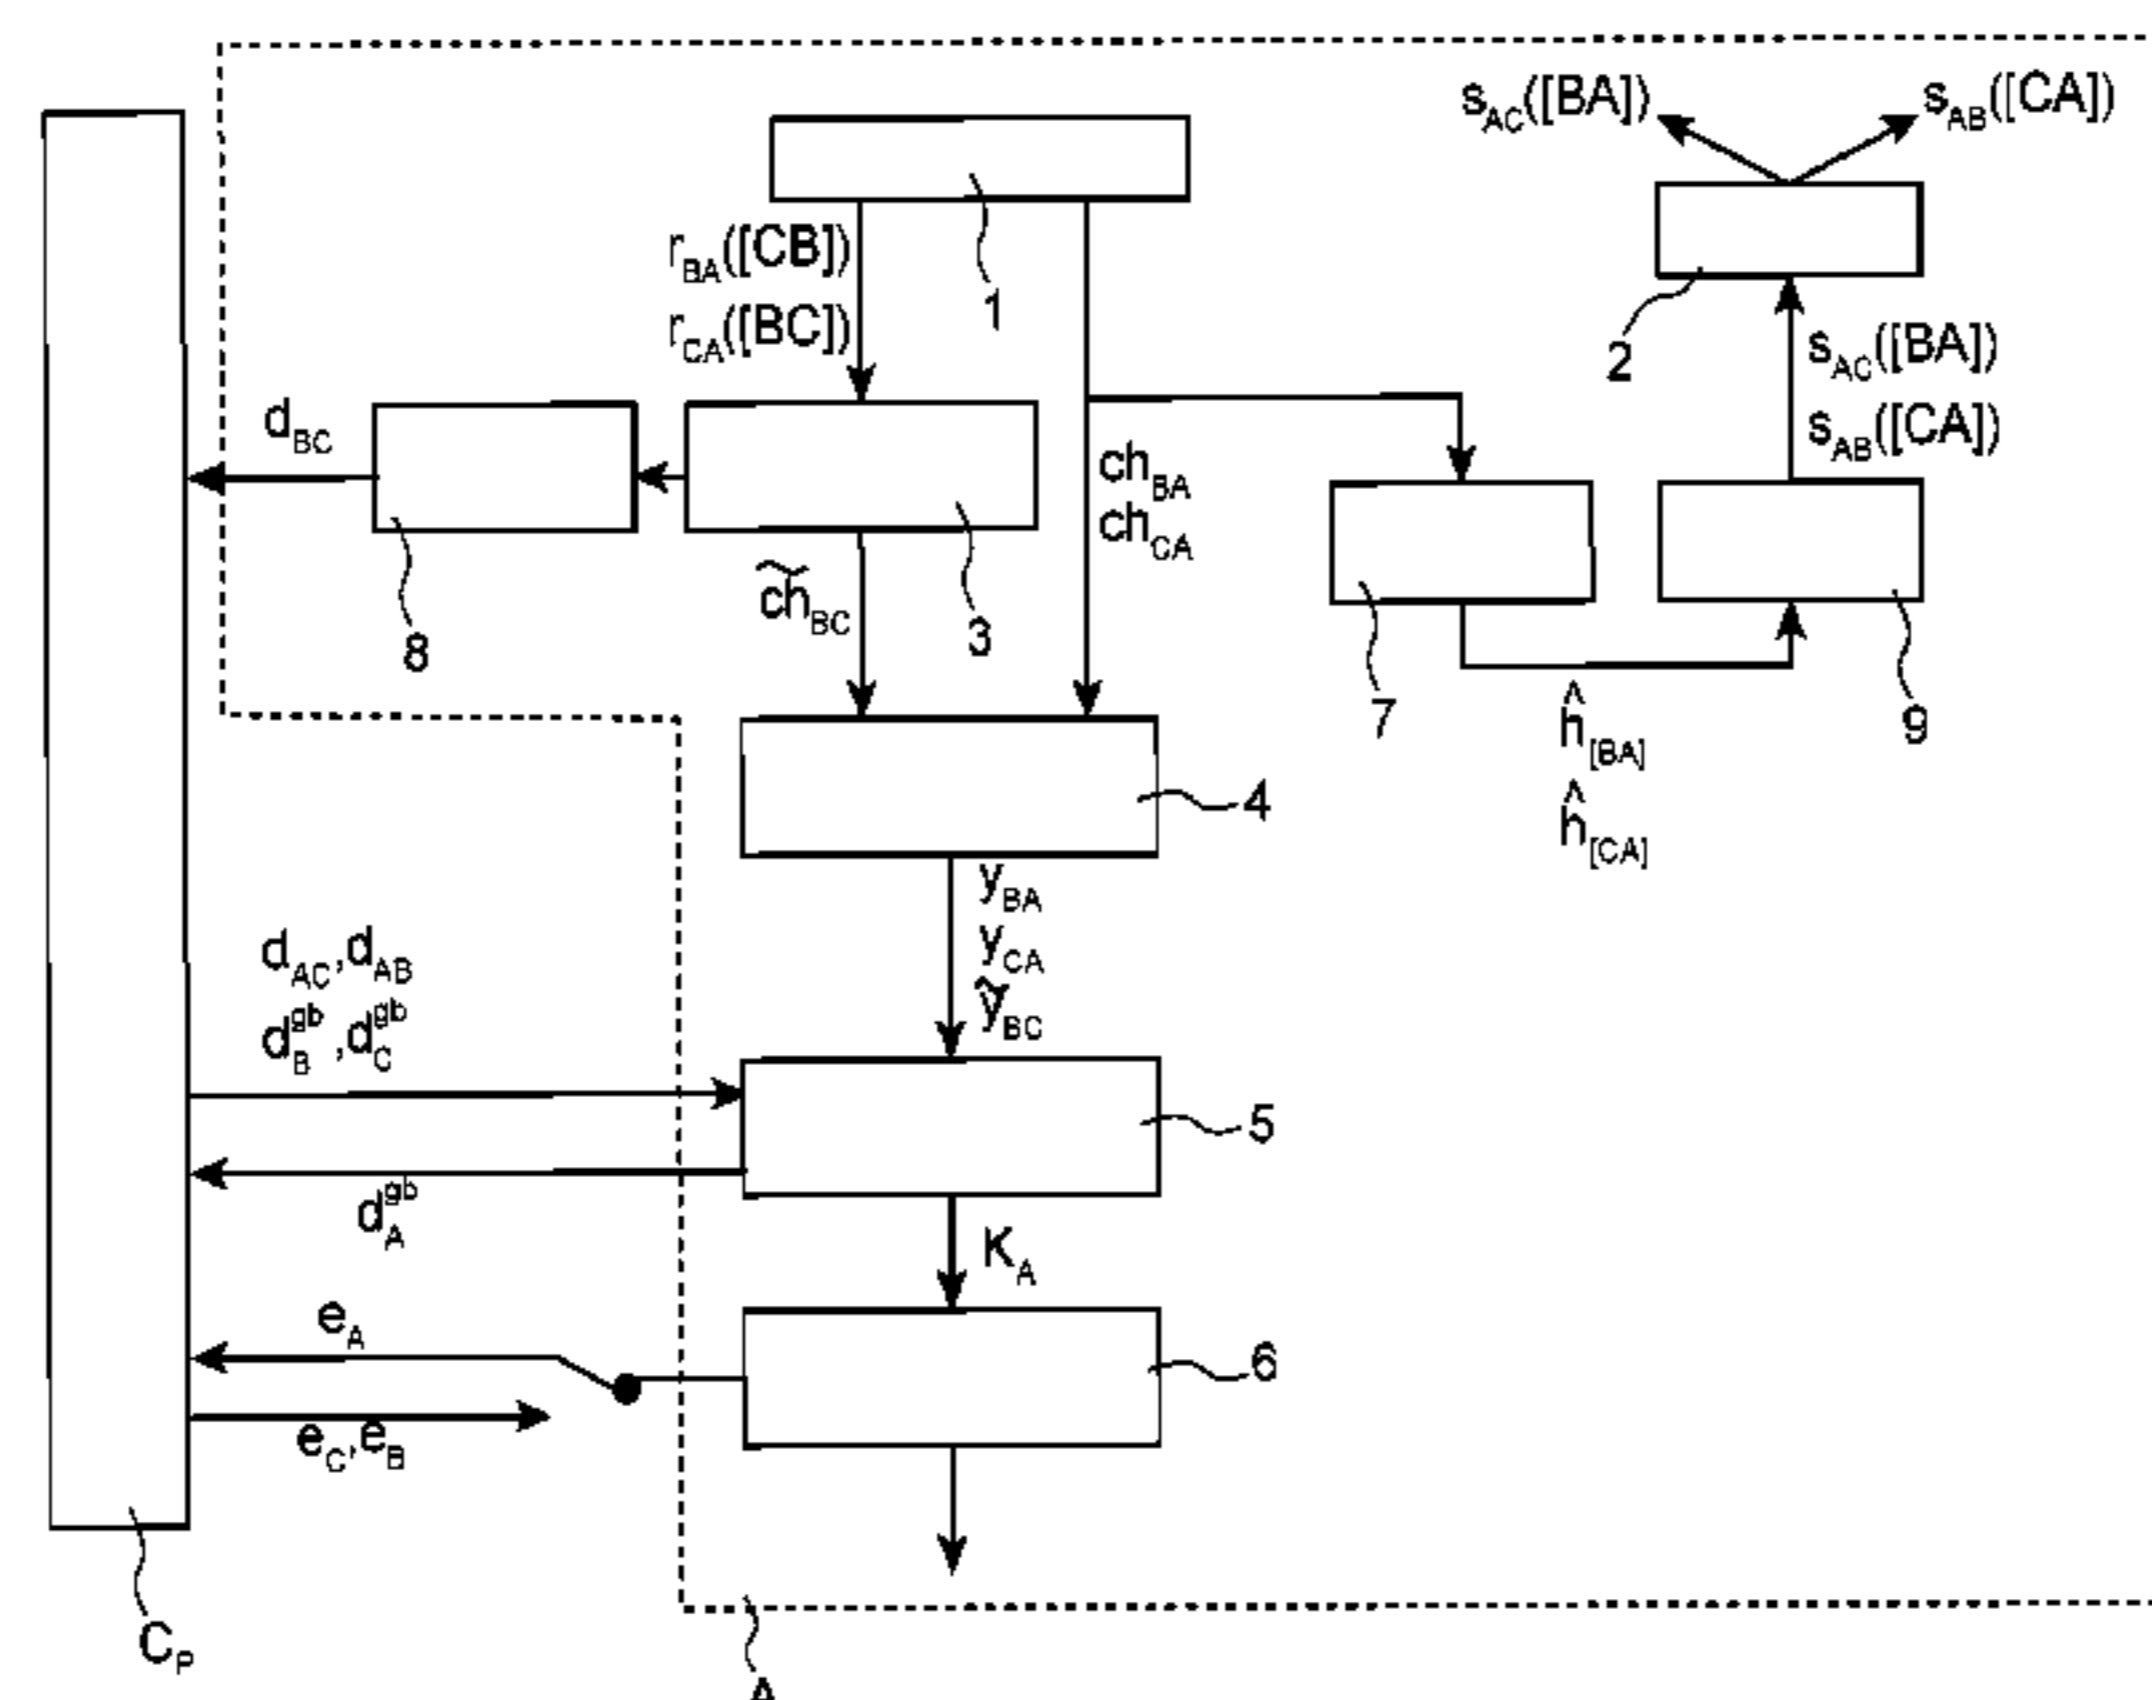 s_AC([BA])
s_AB([CA])
r_BA([CB])
r_CA([BC])
1
2
s_AC([BA])
s_AB([CA])
d_BC
ch_BA
ch_CA
c͠h_BC
8
3
7
9
ĥ_[BA]
ĥ_[CA]
4
y_BA
y_CA
ỹ_BC
d_AC, d_AB
d_B^gb, d_C^gb
5
d_A^gb
K_A
e_A
6
e_C, e_B
C_P
A